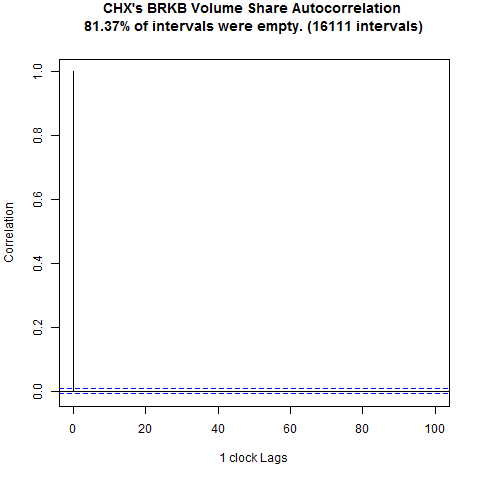 CHX's BRKB Volume Share Autocorrelation
81.37% of intervals were empty. (16111 intervals)
Correlation
1.0
0.8
0.6
0.4
0.2
0.0
0 20 40 60 80 100
1 clock Lags